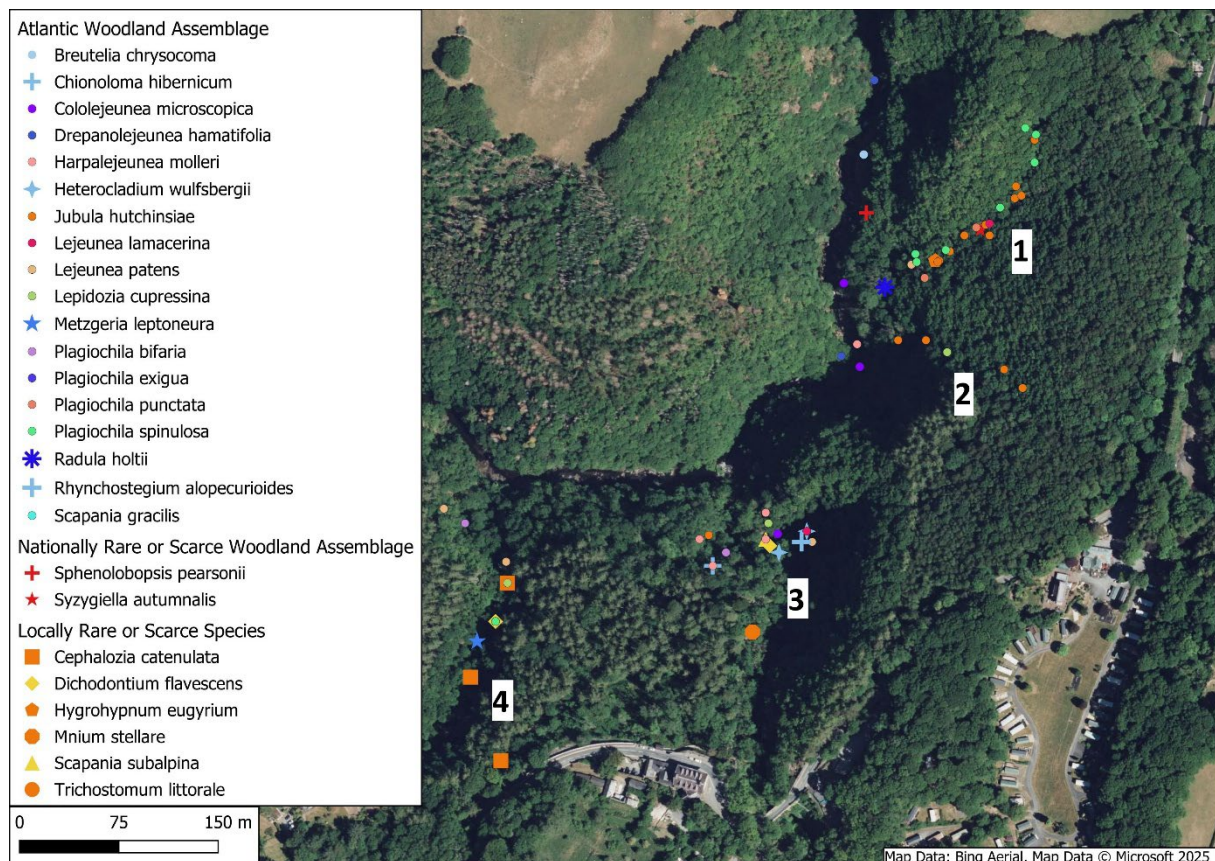 Atlantic Woodland Assemblage
Breutelia chrysocoma
Chionoloma hibernicum
Cololejeunea microscopica
Drepanolejeunea hamatifolia
Harpalejeunea molleri
Heterocladium wulfsbergii
Jubula hutchinsiae
Lejeunea lamacerina
Lejeunea patens
Lepidozia cupressina
Metzgeria leptoneura
Plagiochila bifaria
Plagiochila exigua
Plagiochila punctata
Plagiochila spinulosa
Radula holtii
Rhynchostegium alopecurioides
Scapania gracilis
Nationally Rare or Scarce Woodland Assemblage
Sphenolobopsis pearsonii
Syzygiella autumnalis
Locally Rare or Scarce Species
Cephalozia catenulata
Dichodontium flavescens
Hygrohypnum eugyrium
Mnium stellare
Scapania subalpina
Trichostomum littorale
0 75 150 m
1
2
3
4
Map Data: Bing Aerial, Map Data © Microsoft 2025